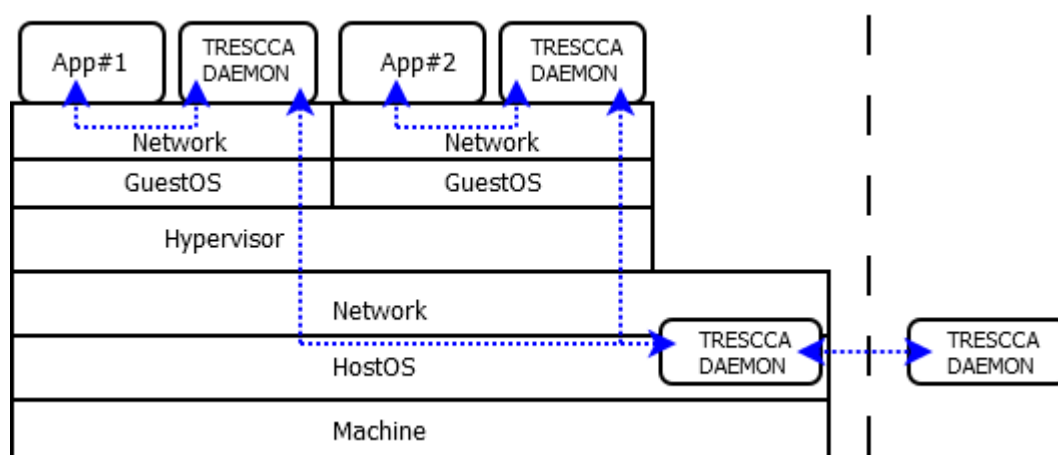 App#1
TRESCCA
DAEMON
App#2
TRESCCA
DAEMON
Network
Network
GuestOS
GuestOS
Hypervisor
Network
TRESCCA
DAEMON
TRESCCA
DAEMON
HostOS
Machine